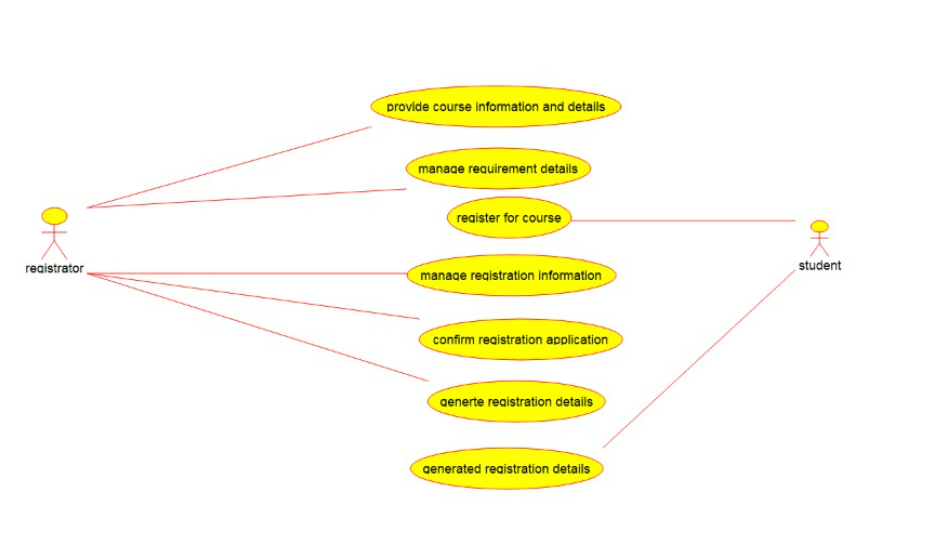 provide course information and details
manage requirement details
register for course
registrator
student
manage registration information
confirm registration application
generte registration details
generated registration details